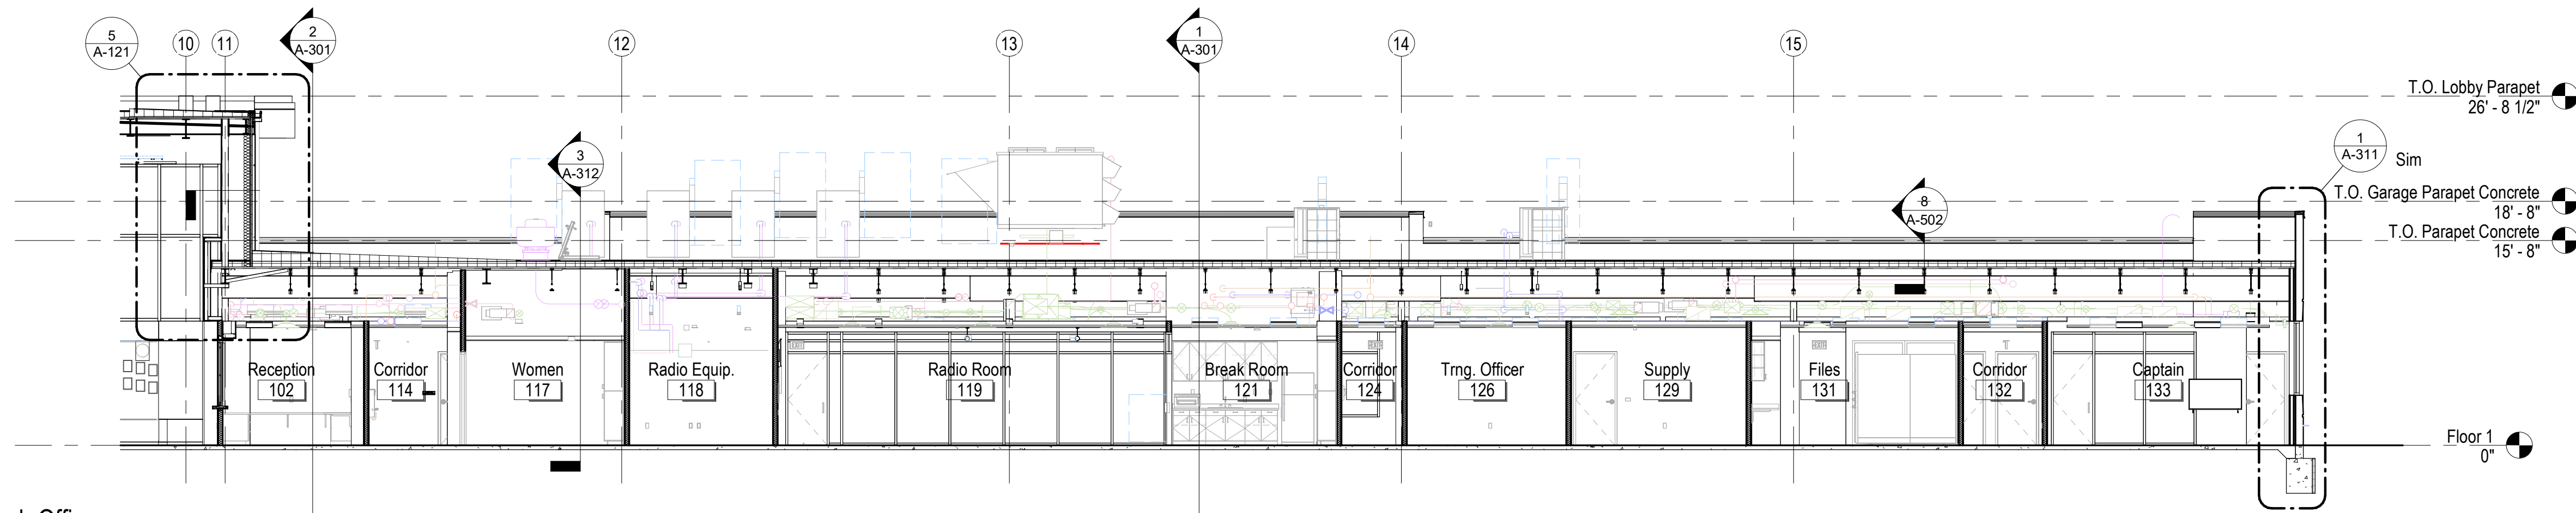 5
A-121
10
11
2
A-301
12
13
1
A-301
14
15
T.O. Lobby Parapet
26' - 8 1/2"
3
A-312
1
A-311
Sim
T.O. Garage Parapet Concrete
18' - 8"
8
A-502
T.O. Parapet Concrete
15' - 8"
EXIT
EXIT
EXIT
Reception
102
Corridor
114
Women
117
Radio Equip.
118
Radio Room
119
Break Room
121
Corridor
124
Trng. Officer
126
Supply
129
Files
131
Corridor
132
Captain
133
Floor 1
0"